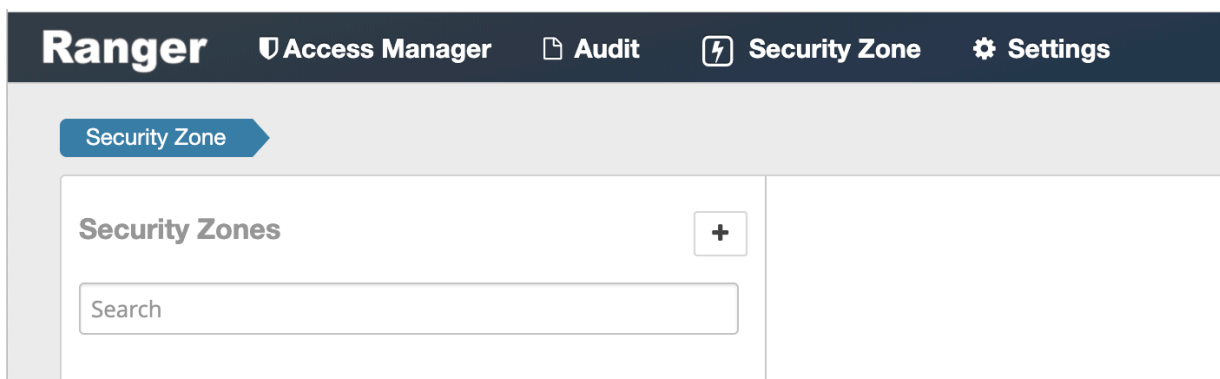 Ranger Access Manager Audit Security Zone Settings
Security Zone
Security Zones +
Search